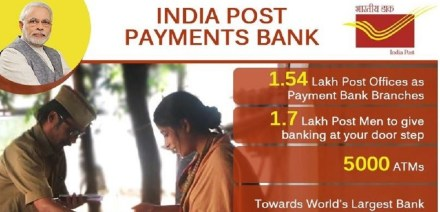 INDIA POST
PAYMENTS BANK
भारतीय डाक
India Post
1.54 Lakh Post Offices as
Payment Bank Branches
1.7 Lakh Post Men to give
banking at your door step
5000 ATMs
Towards World's Largest Bank